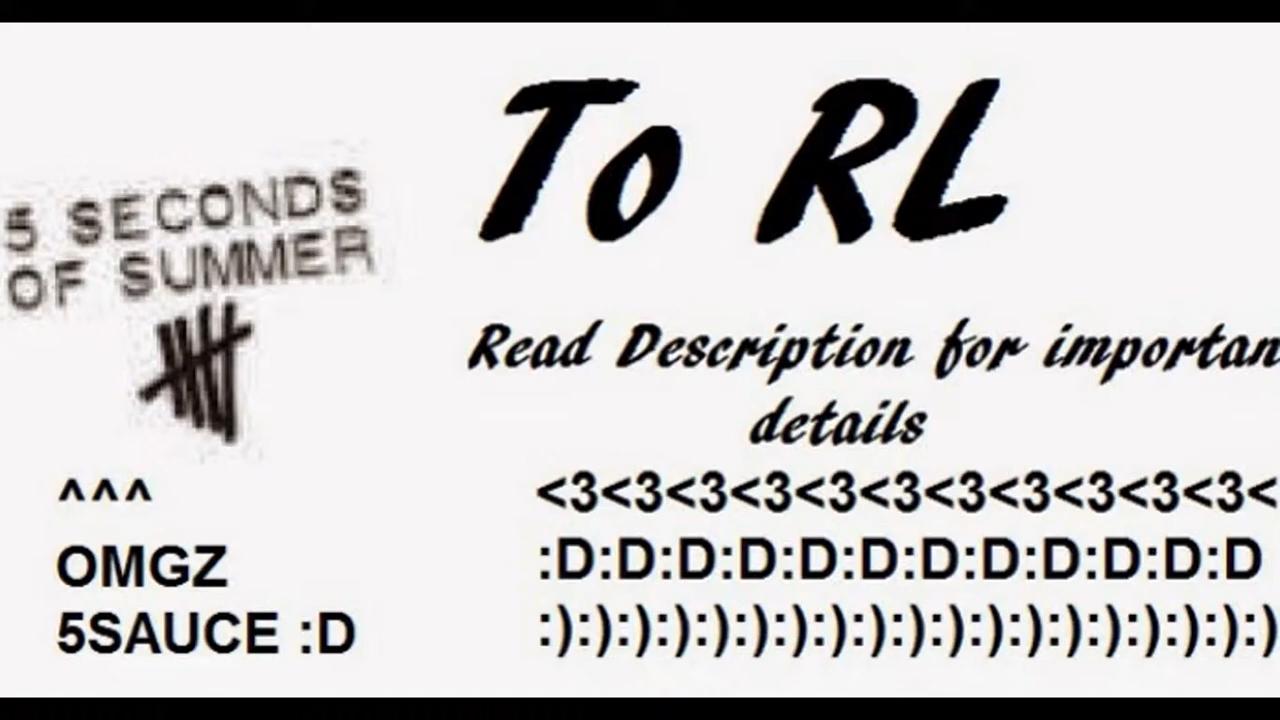 To RL
5 SECONDS
OF SUMMER
Read Description for importan
details
^^^
<3<3<3<3<3<3<3<3<3<3<3<
OMGZ
:D:D:D:D:D:D:D:D:D:D:D:D
5SAUCE :D
:):):):):):):):):):):):):):):):):):):)